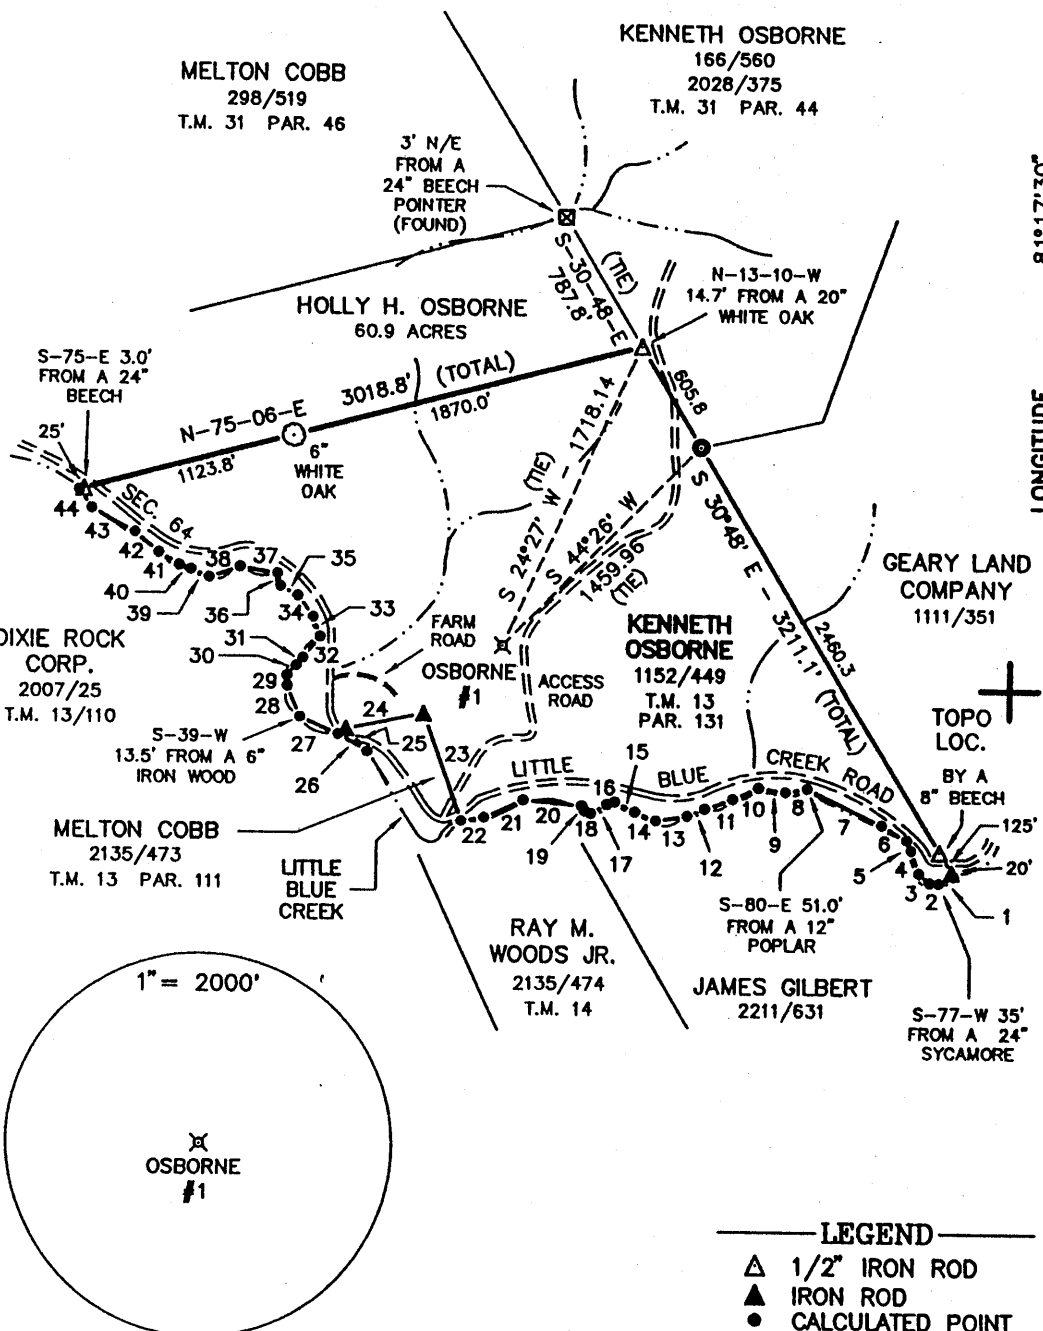 KENNETH OSBORNE
166/560
2028/375
T.M. 31 PAR. 44
MELTON COBB
298/519
T.M. 31 PAR. 46
3' N/E
FROM A
24" BEECH
POINTER
(FOUND)
81°17'30"
S-30-48-E
787.8'
(TIE)
N-13-10-W
14.7' FROM A 20"
WHITE OAK
HOLLY H. OSBORNE
60.9 ACRES
S-75-E 3.0'
FROM A 24"
BEECH
25'
N-75-06-E
3018.8' (TOTAL)
1123.8'
1870.0'
6"
WHITE
OAK
605.8
LONGITUDE
S 24°27' W - 1718.14
(TIE)
S 44°26' W
1459.96
(TIE)
S 30°48' E - 3211.1' (TOTAL)
2460.3
SEC. 64
44
43
42
41
40
39
38
37
36
35
34
33
32
31
30
29
28
27
26
25
24
23
GEARY LAND
COMPANY
1111/351
DIXIE ROCK
CORP.
2007/25
T.M. 13/110
FARM
ROAD
OSBORNE
#1
ACCESS
ROAD
KENNETH
OSBORNE
1152/449
T.M. 13
PAR. 131
TOPO
LOC.
BY A
8" BEECH
125'
20'
S-39-W
13.5' FROM A 6"
IRON WOOD
LITTLE BLUE CREEK ROAD
22
21
20
19
18
17
16
15
14
13
12
11
10
9
8
7
6
5
4
3
2
1
MELTON COBB
2135/473
T.M. 13 PAR. 111
LITTLE
BLUE
CREEK
RAY M.
WOODS JR.
2135/474
T.M. 14
S-80-E 51.0'
FROM A 12"
POPLAR
JAMES GILBERT
2211/631
S-77-W 35'
FROM A 24"
SYCAMORE
1" = 2000'
OSBORNE
#1
LEGEND
1/2" IRON ROD
IRON ROD
CALCULATED POINT